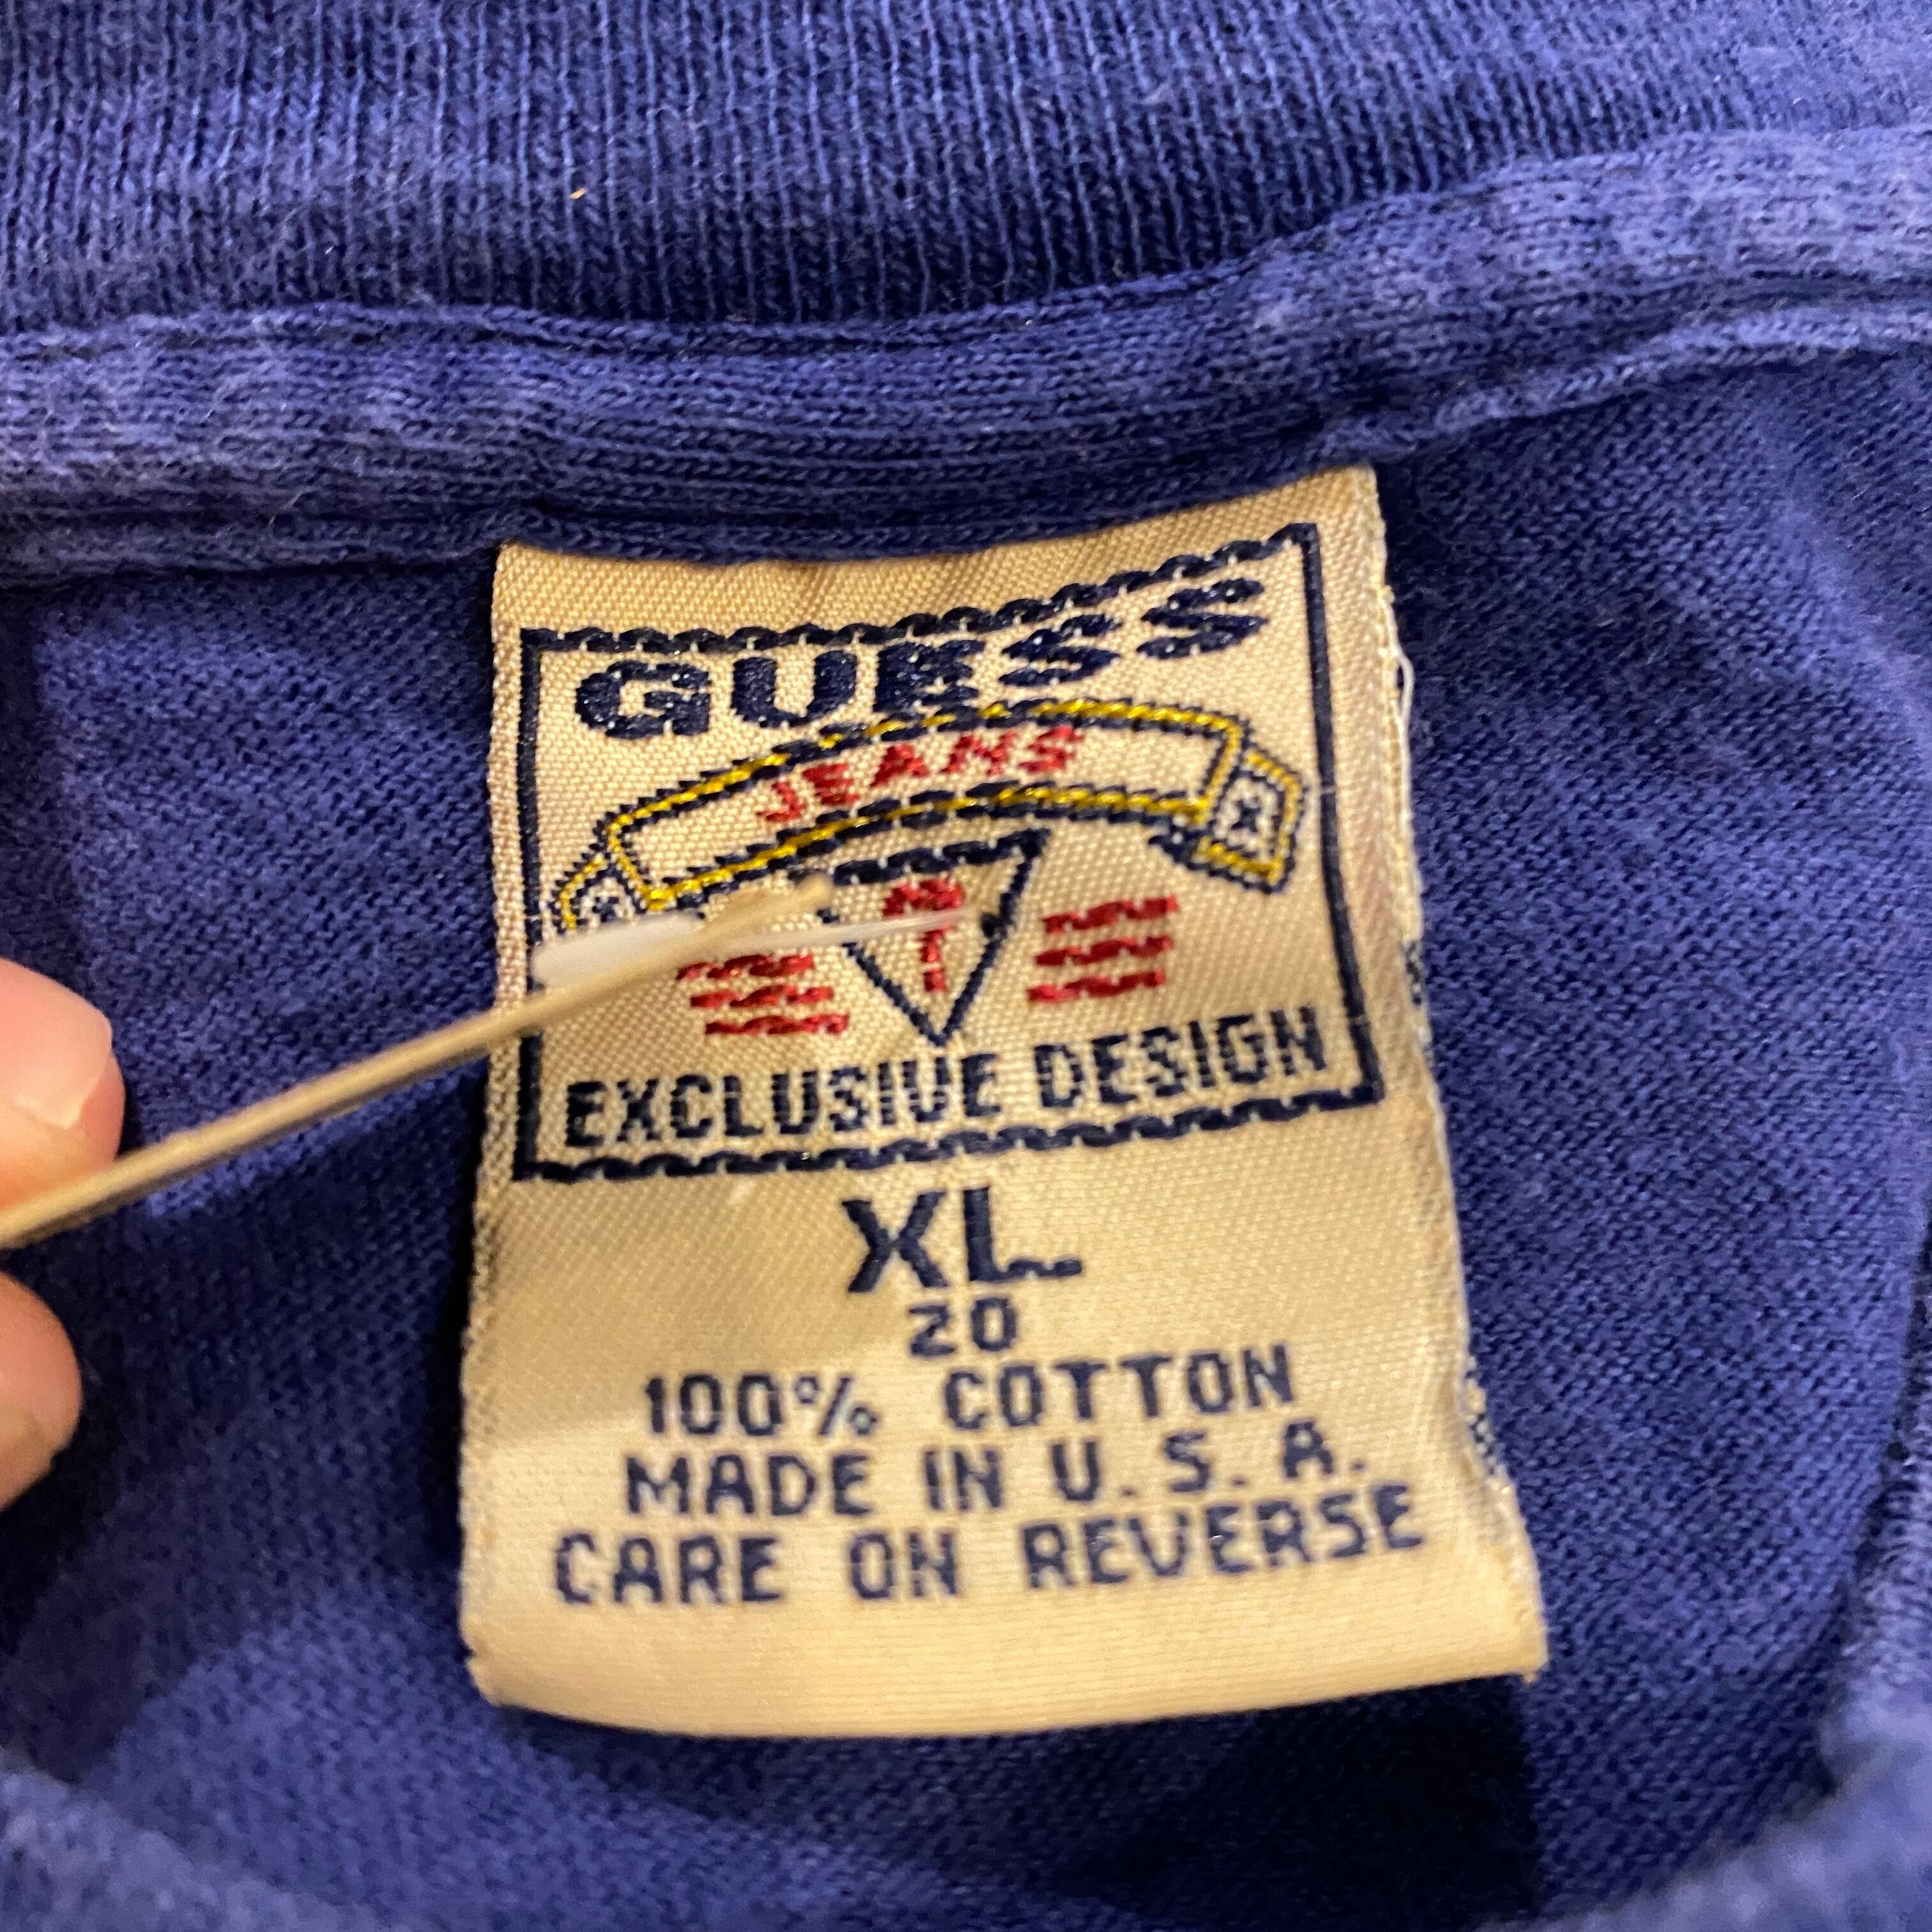 GUESS
JEANS
?
EXCLUSIVE DESIGN
XL
20
100% COTTON
MADE IN U.S.A.
CARE ON REVERSE